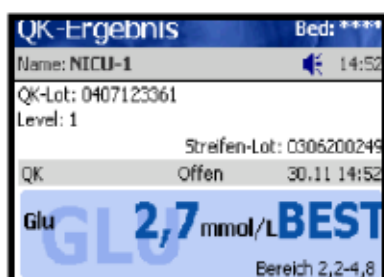 QK-Ergebnis Bed: ****
Name: NICU-1 14:52
QK-Lot: 0407123361
Level: 1
Streifen-Lot: 0306200249
QK Offen 30.11 14:52
GLU
Glu 2,7 mmol/L BEST
Bereich 2,2-4,8